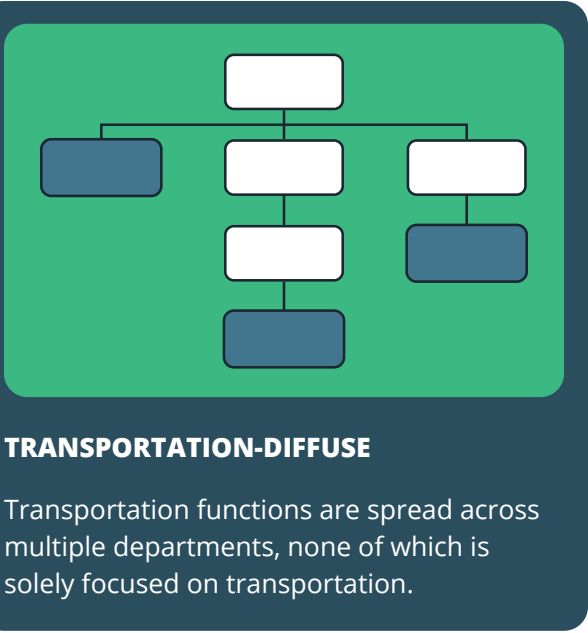 TRANSPORTATION-DIFFUSE
Transportation functions are spread across
multiple departments, none of which is
solely focused on transportation.